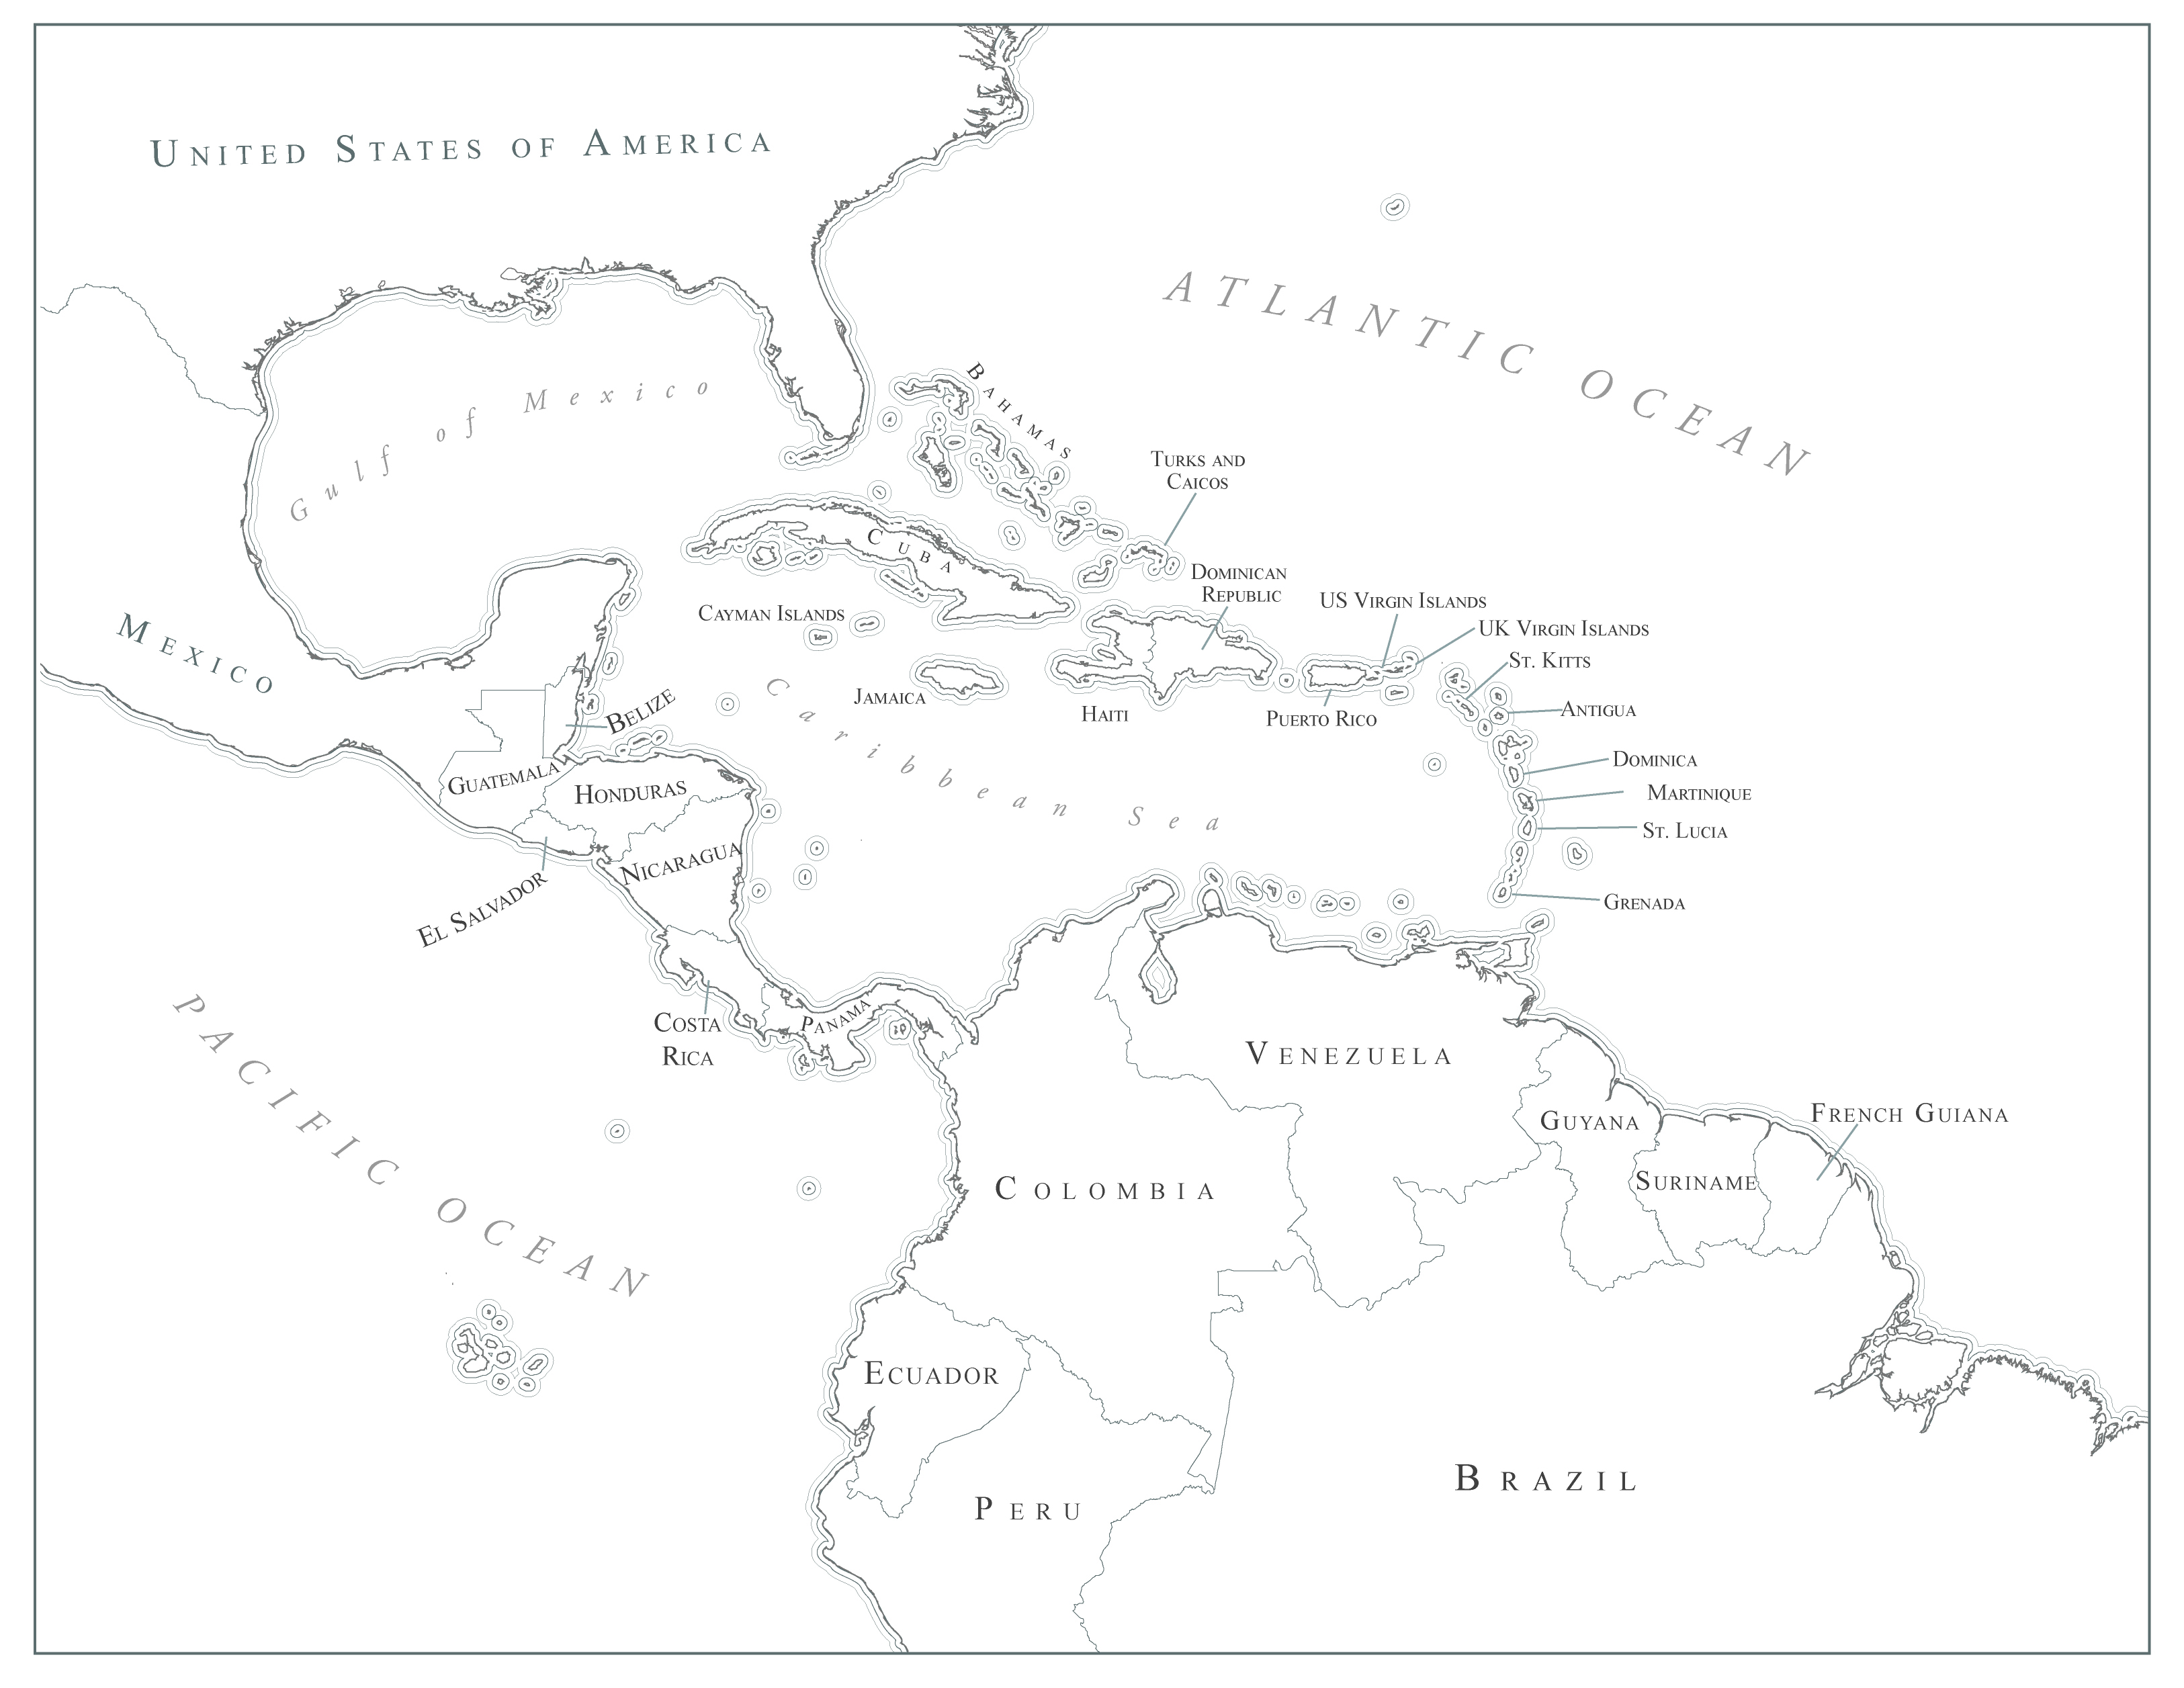 United States of America
ATLANTIC OCEAN
Gulf of Mexico
Bahamas
Turks and
Caicos
Cuba
Dominican
Republic
US Virgin Islands
Cayman Islands
UK Virgin Islands
St. Kitts
Mexico
Jamaica
Haiti
Puerto Rico
Antigua
Belize
Caribbean Sea
Dominica
Guatemala
Honduras
Martinique
St. Lucia
Nicaragua
El Salvador
Grenada
PACIFIC OCEAN
Costa
Rica
Panama
Venezuela
Guyana
French Guiana
Colombia
Suriname
Ecuador
Peru
Brazil